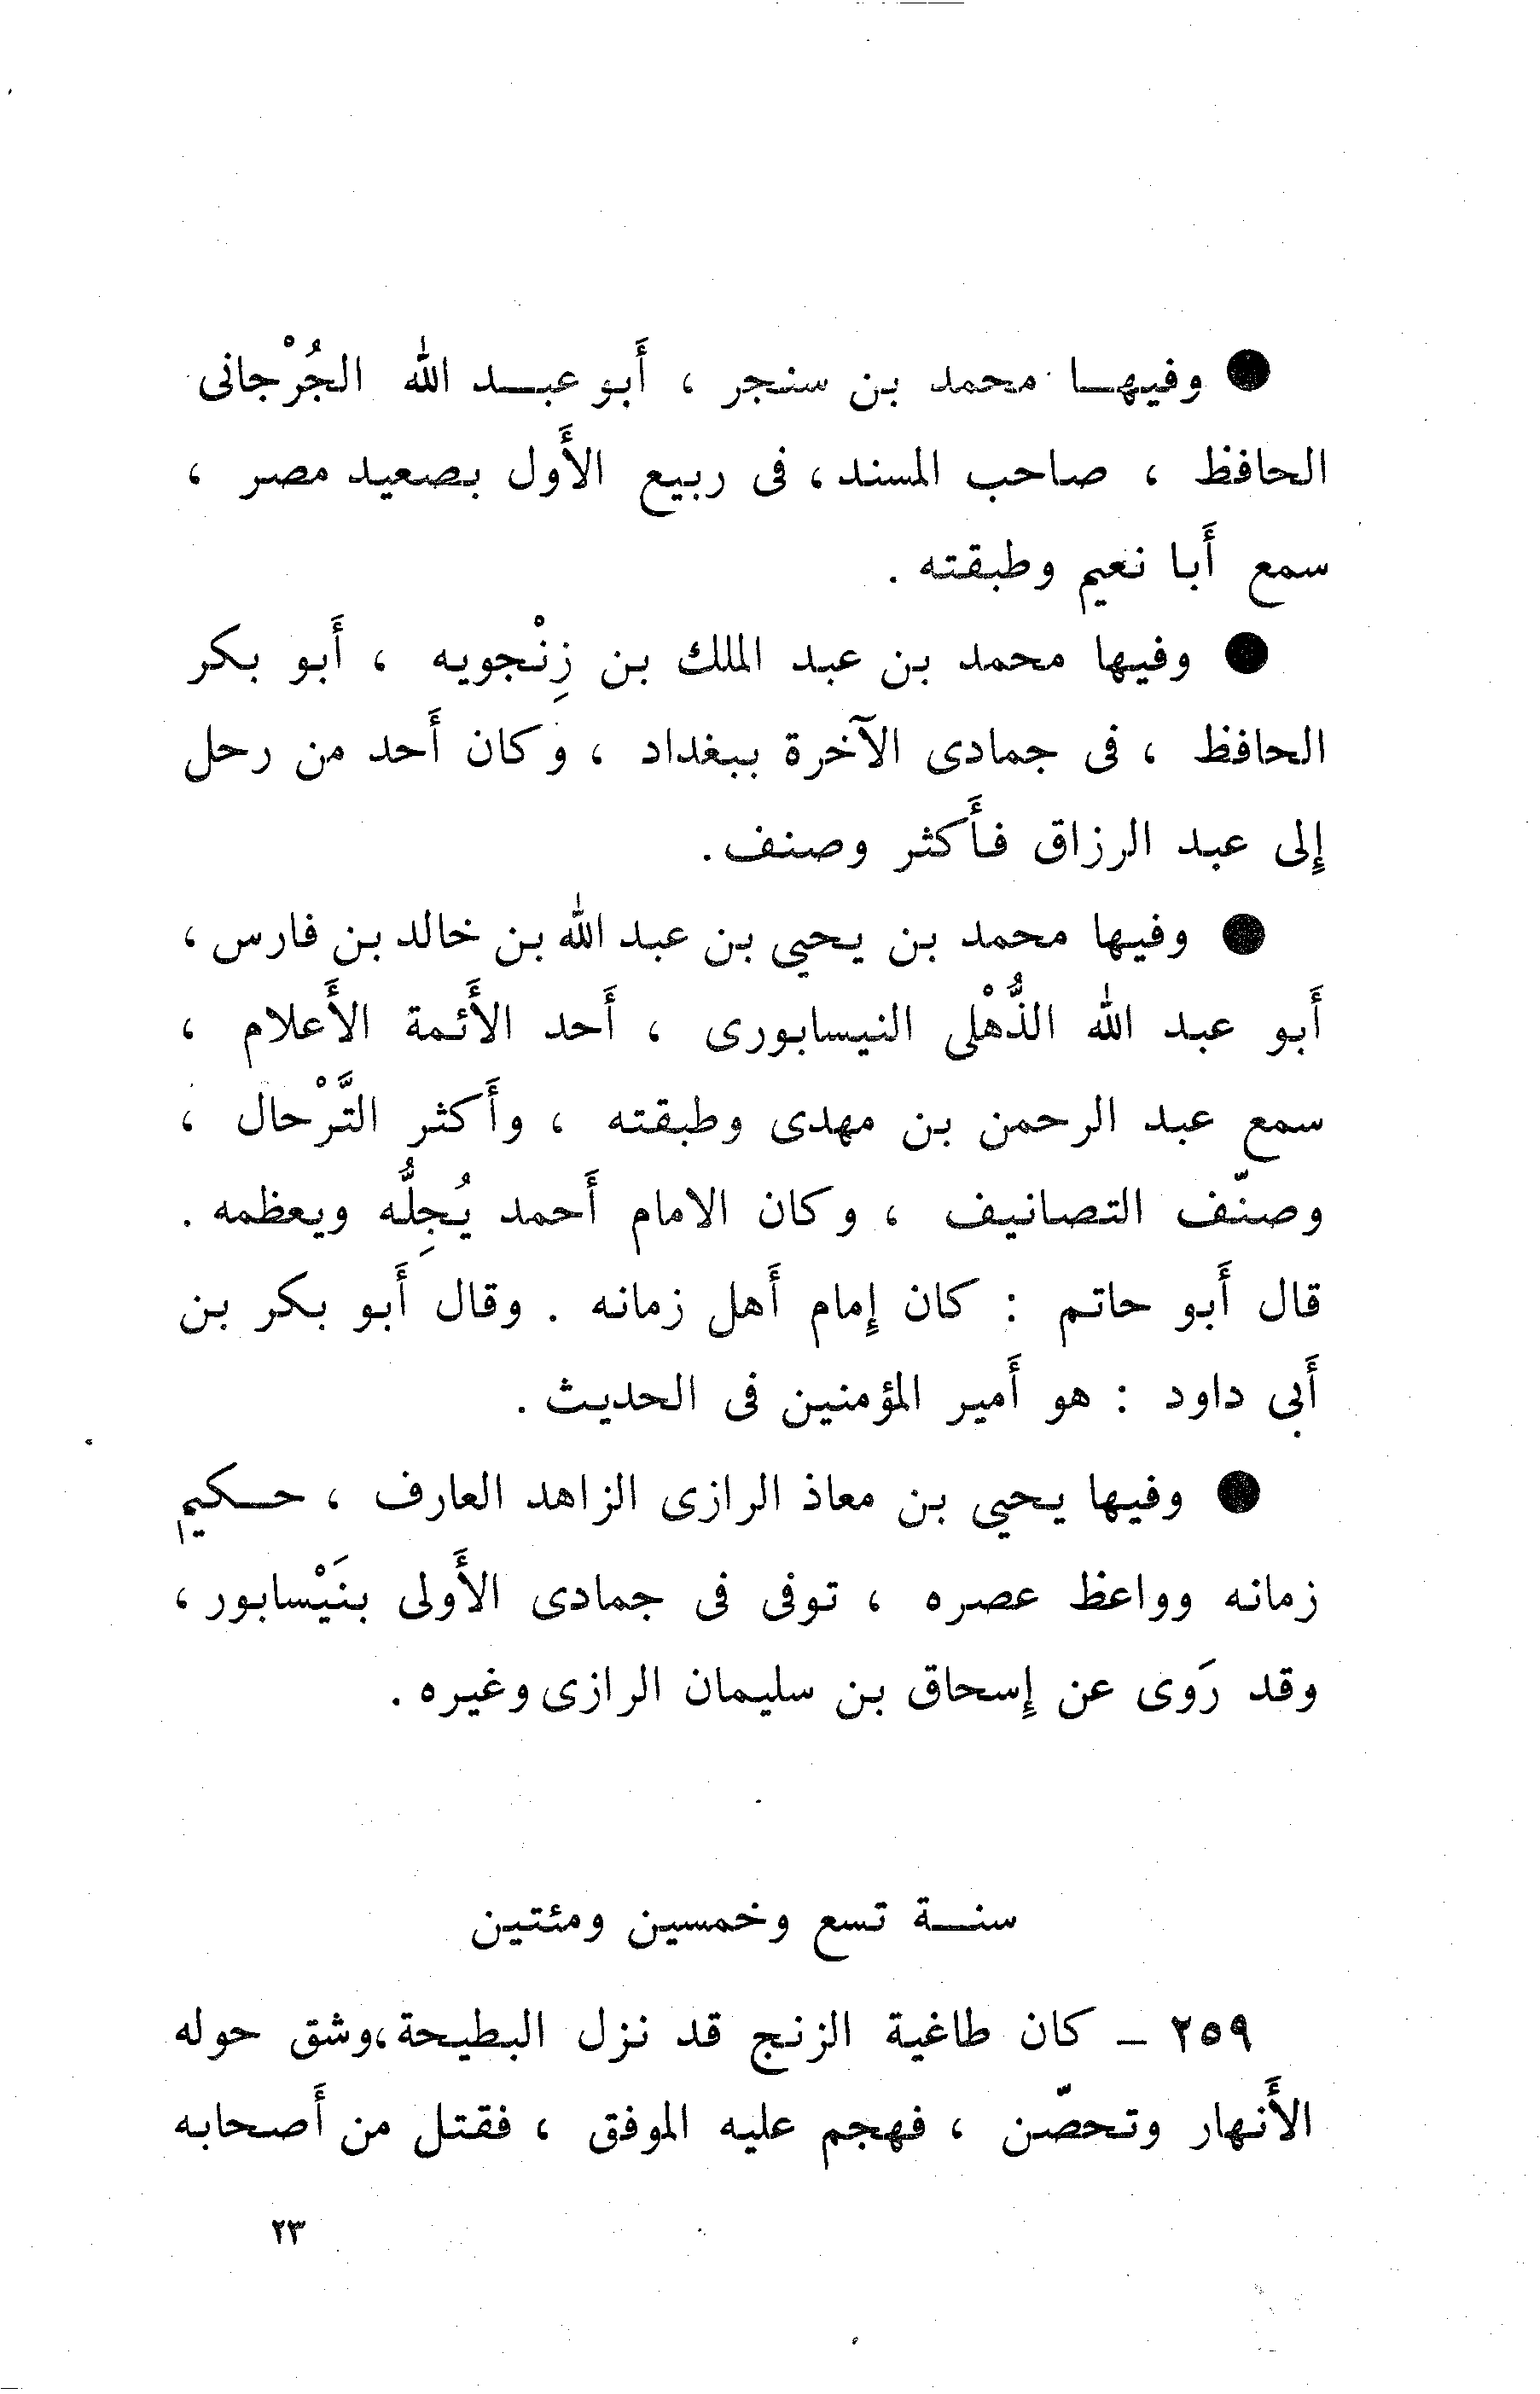 ● وفيهــا محمد بن سنجر ، أَبو عبــد الله الجُرْجانى
الحافظ ، صاحب المسند، فى ربيع الأَول بصعيد مصر ،
سمع أَبا نعيم وطبقته .
● وفيها محمد بن عبد الملك بن زِنْجويه ، أَبو بكر
الحافظ ، فى جمادى الآخرة ببغداد ، وكان أَحد من رحل
إلى عبد الرزاق فأَكثر وصنف.
● وفيها محمد بن يحيى بن عبد الله بن خالد بن فارس ،
أَبو عبد الله الذُّهْلى النيسابورى ، أَحد الأَئمة الأَعلام ،
سمع عبد الرحمن بن مهدى وطبقته ، وأَكثر التَّرْحال ،
وصنّف التصانيف ، وكان الامام أَحمد يُجِلُّه ويعظمه .
قال أَبو حاتم : كان إمام أَهل زمانه . وقال أَبو بكر بن
أَبى داود : هو أَمير المؤمنين فى الحديث .
● وفيها يحيى بن معاذ الرازى الزاهد العارف ، حــكيم
زمانه وواعظ عصره ، توفى فى جمادى الأَولى بنَيْسابور ،
وقد رَوى عن إسحاق بن سليمان الرازى وغيره .
سنــة تسع وخمسين ومئتين
٢٥٩ – كان طاغية الزنج قد نزل البطيحة،وشق حوله
الأَنهار وتحصّن ، فهجم عليه الموفق ، فقتل من أَصحابه
٢٣